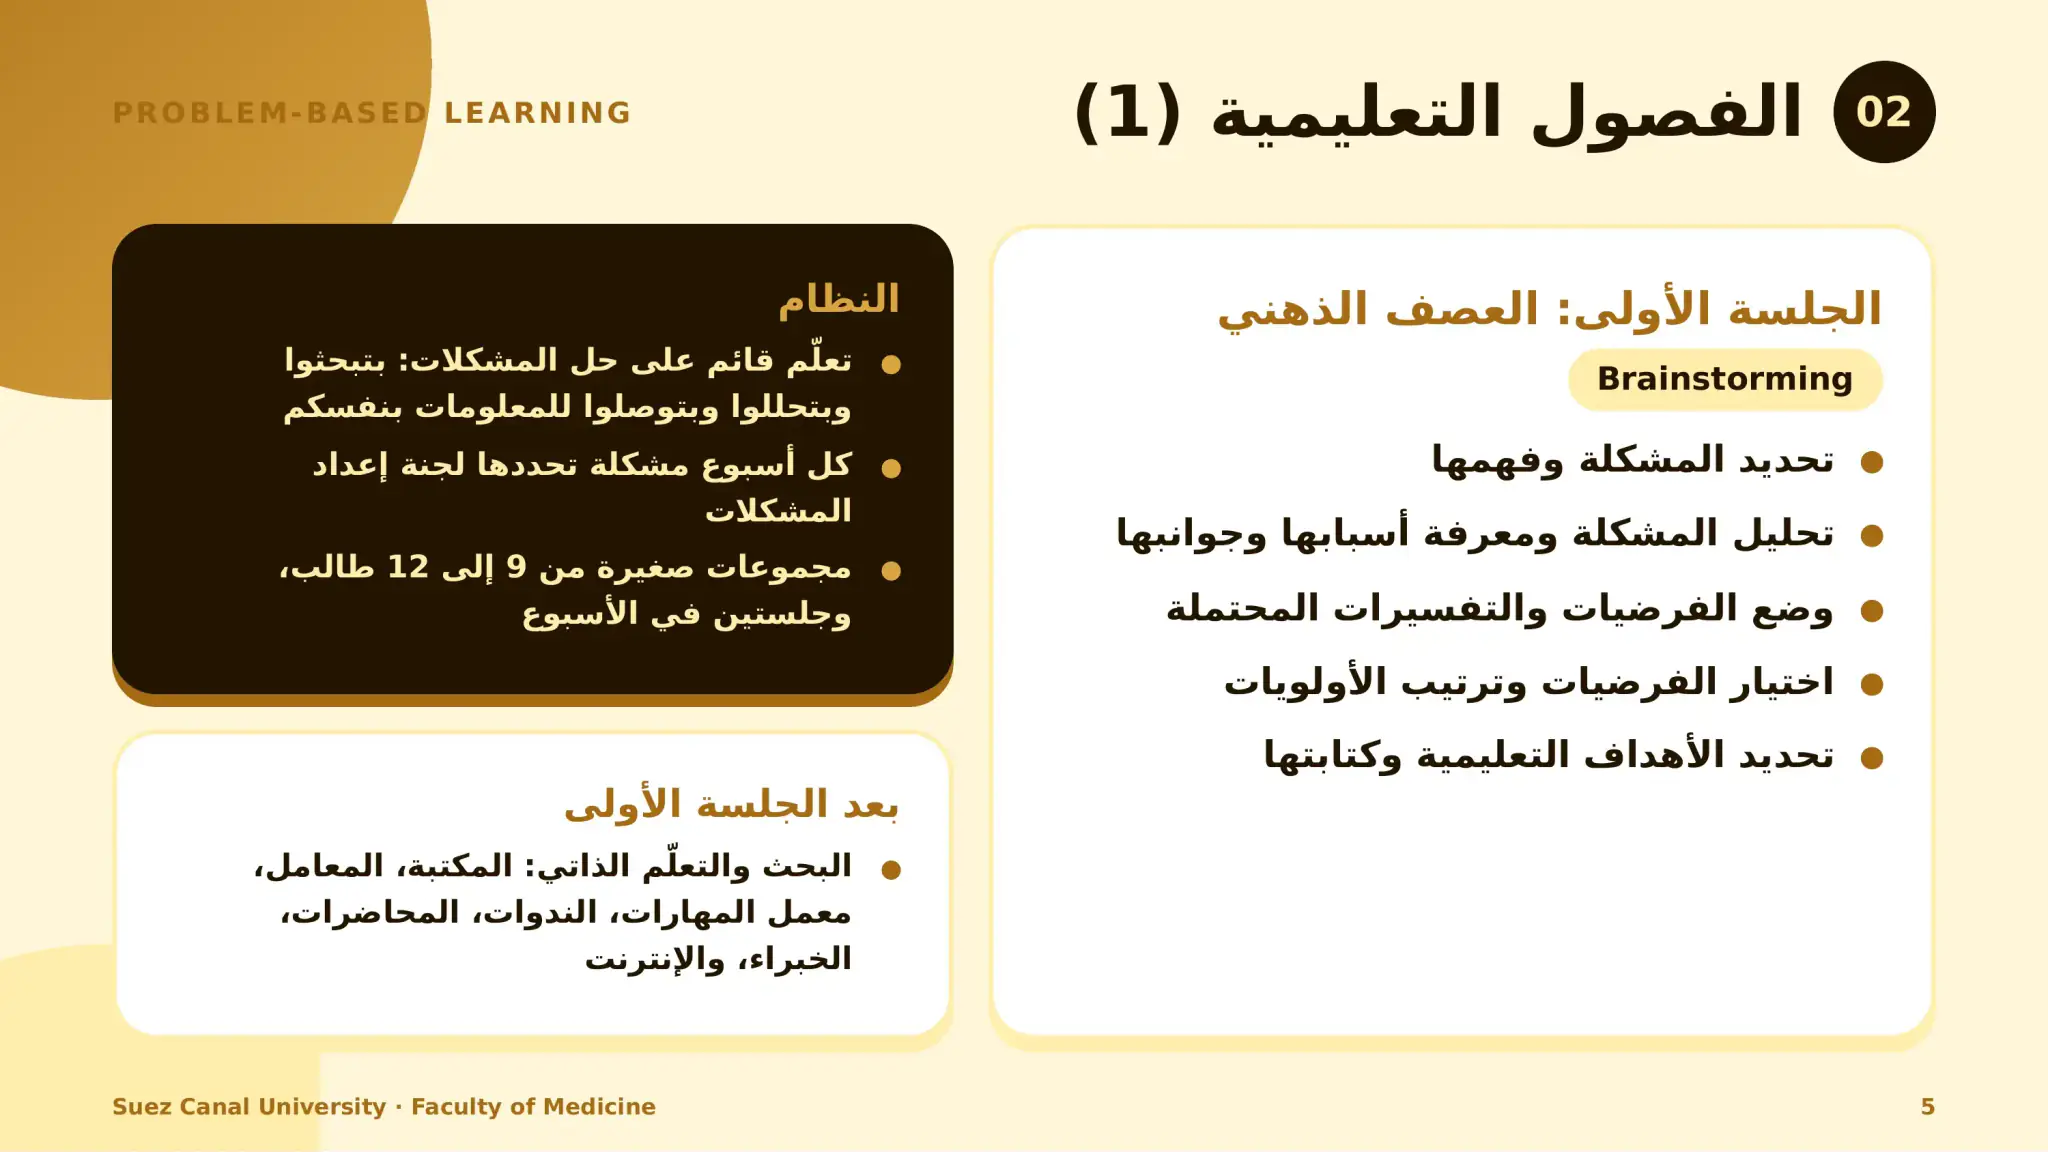 02
الفصول التعليمية (1)
PROBLEM-BASED LEARNING
الجلسة الأولى: العصف الذهني
Brainstorming
● تحديد المشكلة وفهمها
● تحليل المشكلة ومعرفة أسبابها وجوانبها
● وضع الفرضيات والتفسيرات المحتملة
● اختيار الفرضيات وترتيب الأولويات
● تحديد الأهداف التعليمية وكتابتها
النظام
● تعلّم قائم على حل المشكلات: بتبحثوا
وبتحللوا وبتوصلوا للمعلومات بنفسكم
● كل أسبوع مشكلة تحددها لجنة إعداد
المشكلات
● مجموعات صغيرة من 9 إلى 12 طالب،
وجلستين في الأسبوع
بعد الجلسة الأولى
● البحث والتعلّم الذاتي: المكتبة، المعامل،
معمل المهارات، الندوات، المحاضرات،
الخبراء، والإنترنت
Suez Canal University · Faculty of Medicine
5